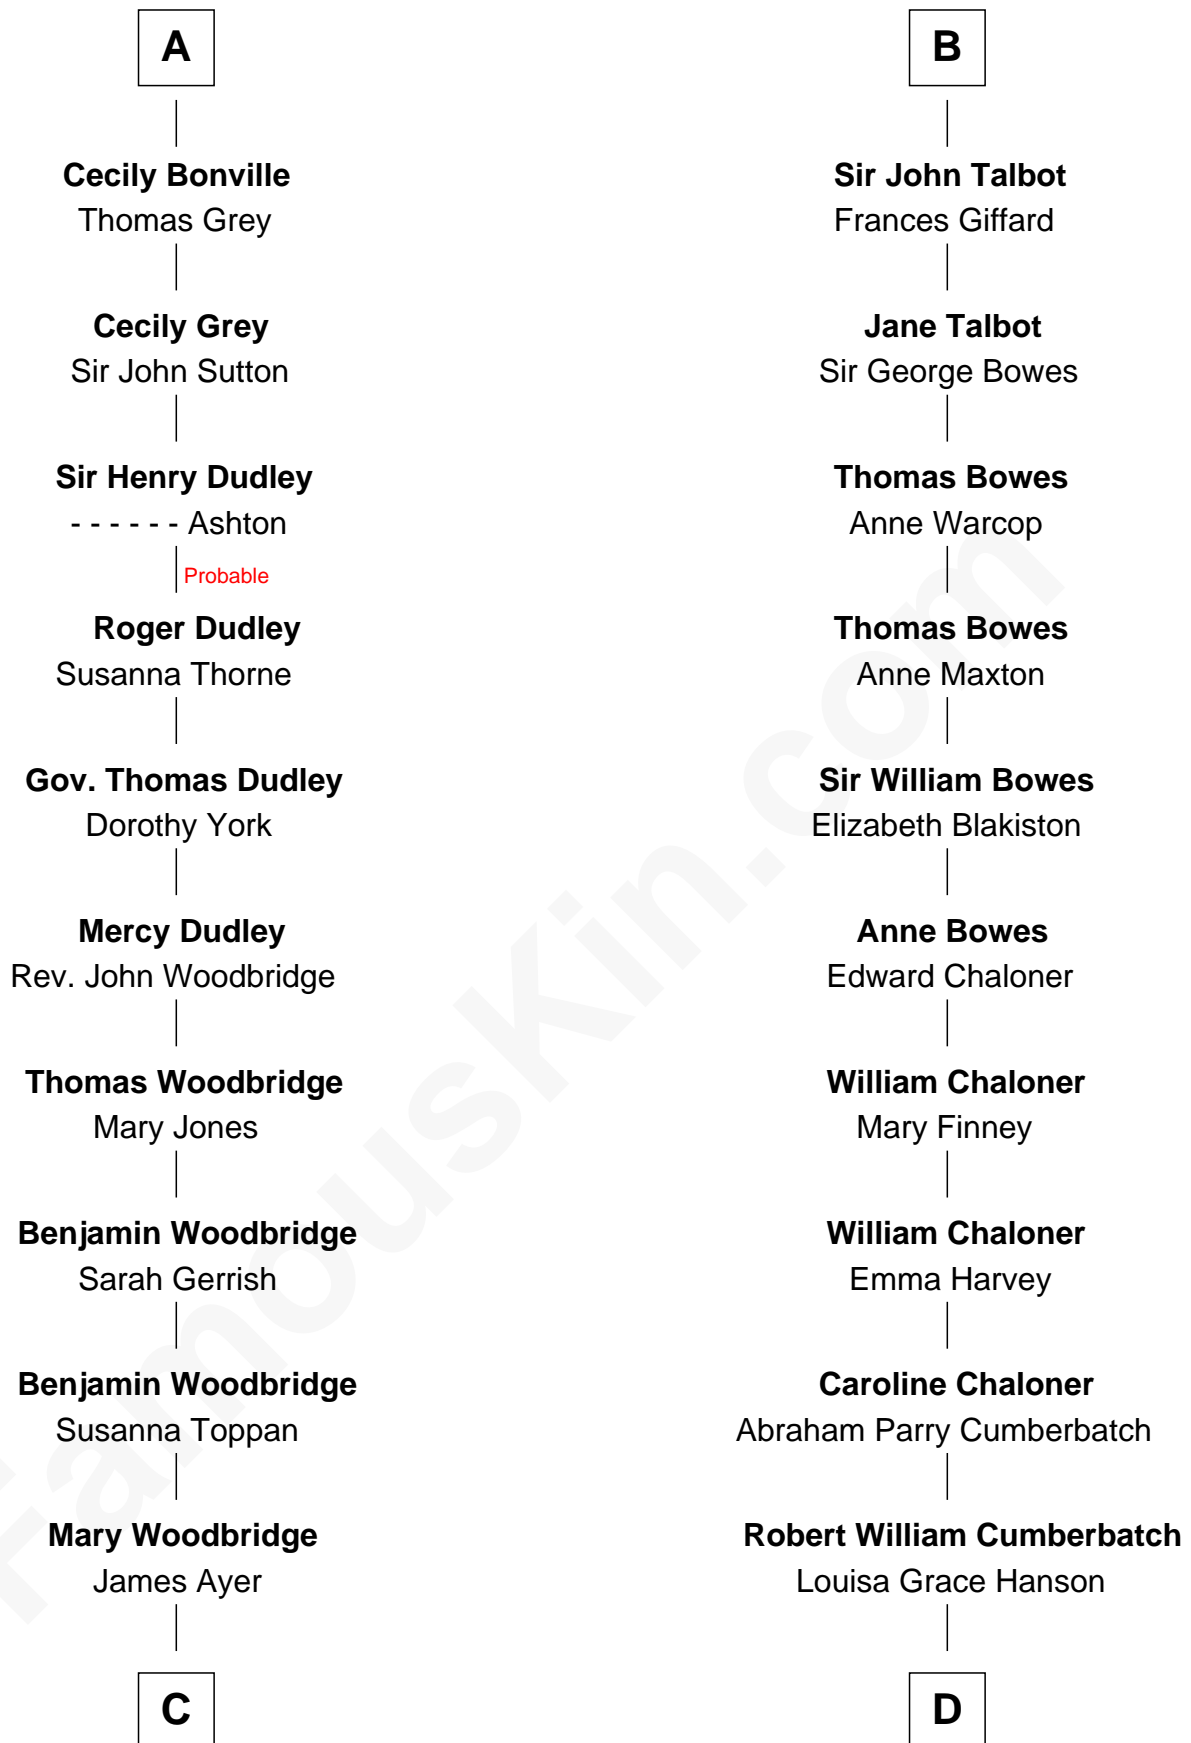 A
Cecily Bonville
Thomas Grey
Cecily Grey
Sir John Sutton
Sir Henry Dudley
- - - - - - Ashton
Probable
Roger Dudley
Susanna Thorne
Gov. Thomas Dudley
Dorothy York
Mercy Dudley
Rev. John Woodbridge
Thomas Woodbridge
Mary Jones
Benjamin Woodbridge
Sarah Gerrish
Benjamin Woodbridge
Susanna Toppan
Mary Woodbridge
James Ayer
C
B
Sir John Talbot
Frances Giffard
Jane Talbot
Sir George Bowes
Thomas Bowes
Anne Warcop
Thomas Bowes
Anne Maxton
Sir William Bowes
Elizabeth Blakiston
Anne Bowes
Edward Chaloner
William Chaloner
Mary Finney
William Chaloner
Emma Harvey
Caroline Chaloner
Abraham Parry Cumberbatch
Robert William Cumberbatch
Louisa Grace Hanson
D
FamousKin.com